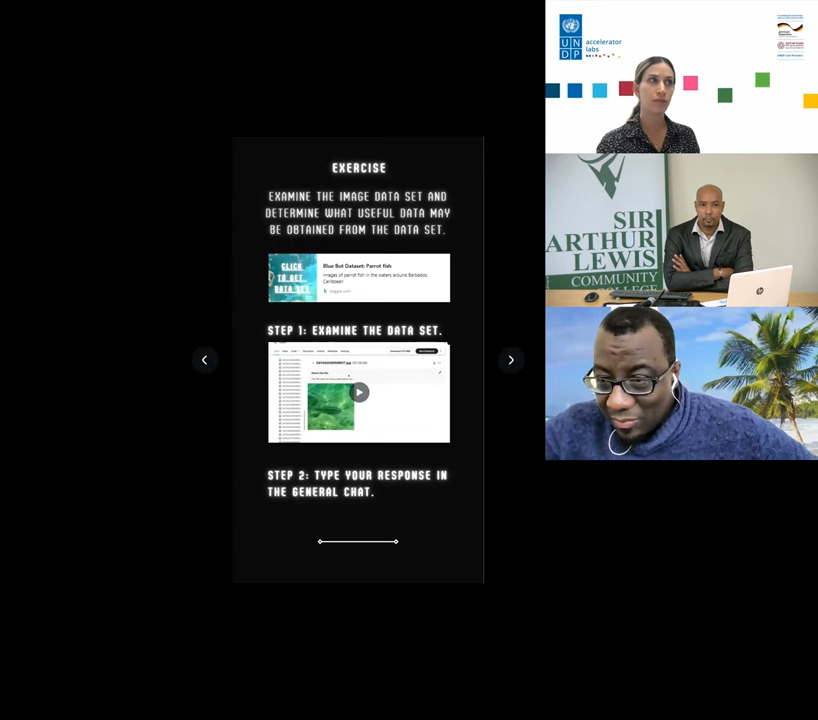 EXERCISE
EXAMINE THE IMAGE DATA SET AND
DETERMINE WHAT USEFUL DATA MAY
BE OBTAINED FROM THE DATA SET.
CLICK
TO GET
DATA SET
Blue Bot Dataset: Parrot fish
Images of parrot fish in the waters around Barbados,
Caribbean
STEP 1: EXAMINE THE DATA SET.
STEP 2: TYPE YOUR RESPONSE IN
THE GENERAL CHAT.
UN
DP
accelerator
labs
SIR
ARTHUR
LEWIS
COMMUNITY
COLLEGE
hp